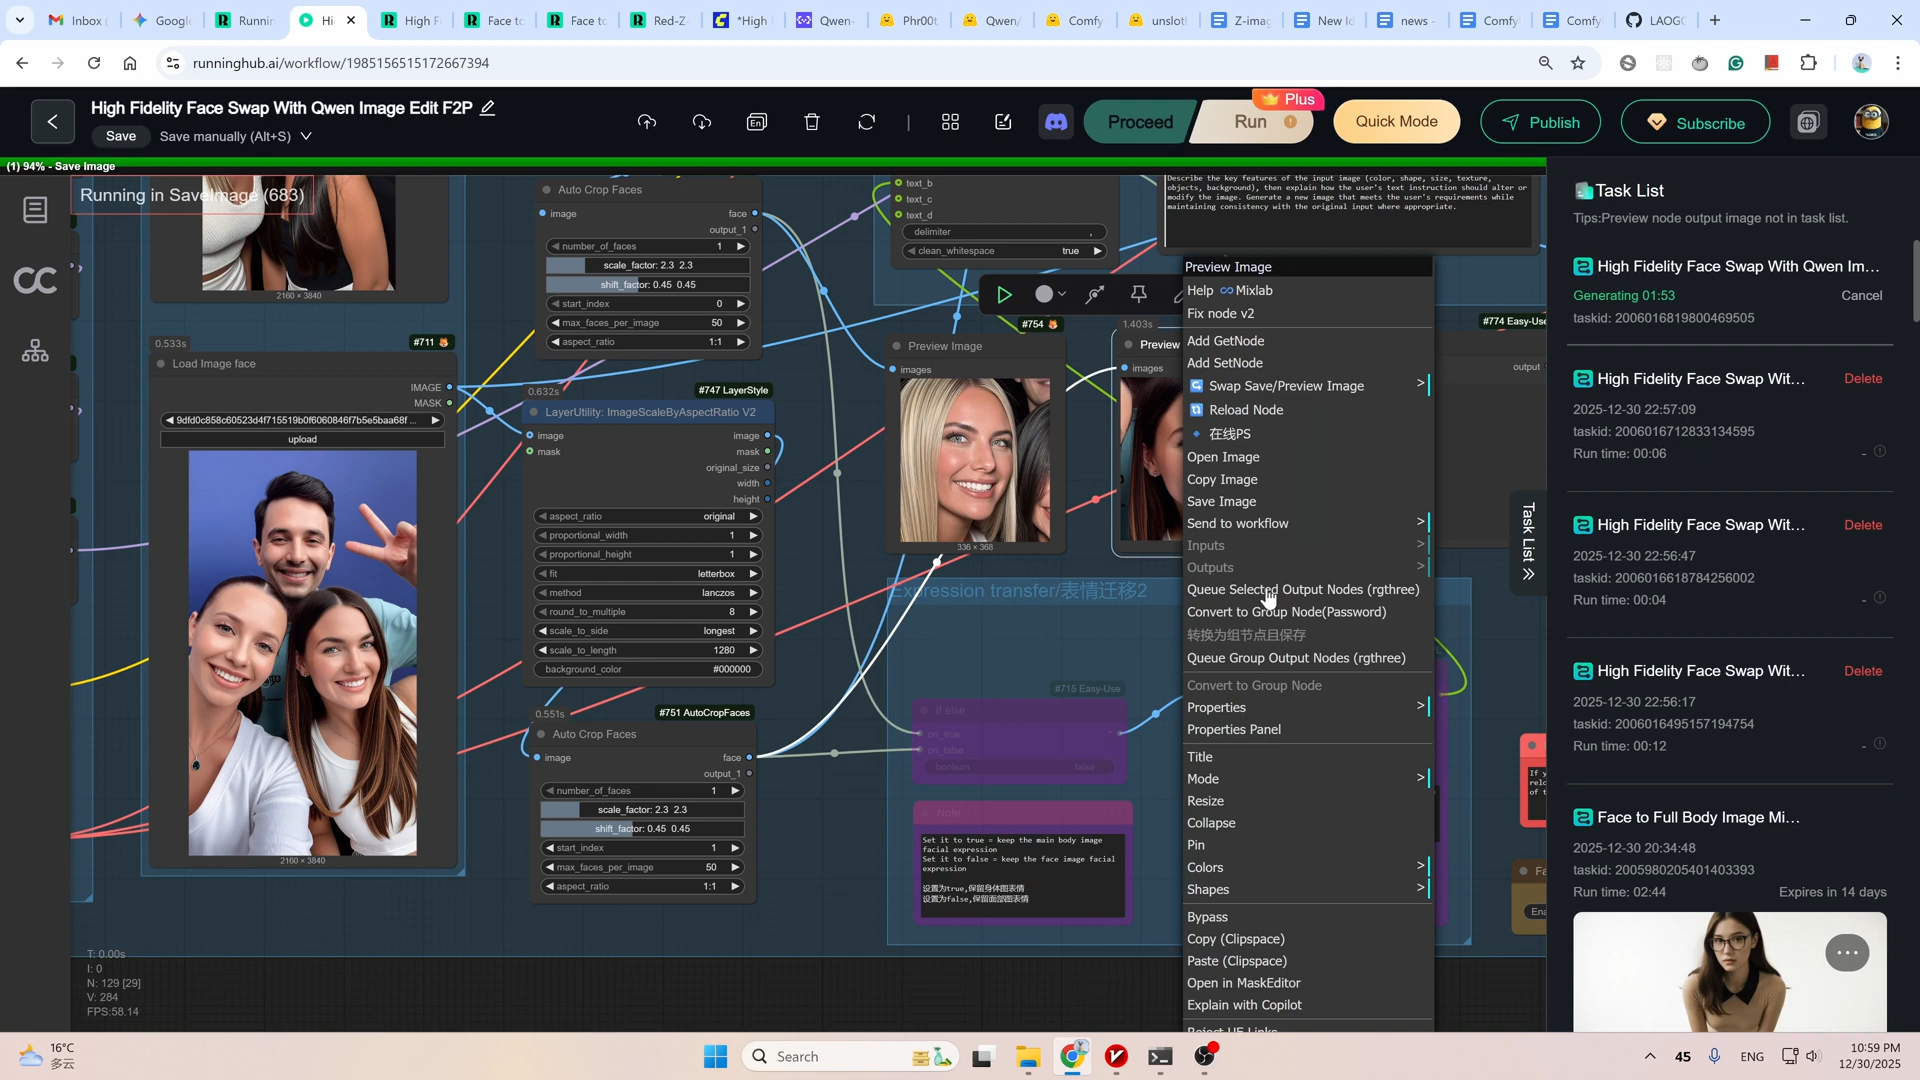 Inbox (
Google
Runnin
Hi
High F
Face to
Face to
Red-Z-
*High
Qwen-
Phr00t
Qwen/
Comfy
unslot
Z-imag
New Id
news -
Comfy
Comfy
LAOGO
runninghub.ai/workflow/1985156515172667394
High Fidelity Face Swap With Qwen Image Edit F2P
Save
Save manually (Alt+S)
Proceed
Run
Plus
Quick Mode
Publish
Subscribe
(1) 94% - Save Image
Running in SaveImage (683)
2160 × 3840
0.533s
#711
Load Image face
IMAGE
MASK
9dfd0c858c60523d4f715519b0f6060846f7b5e5baa68f ...
upload
2160 × 3840
Auto Crop Faces
image
face
output_1
number_of_faces 1
scale_factor: 2.3 2.3
shift_factor: 0.45 0.45
start_index 0
max_faces_per_image 50
aspect_ratio 1:1
0.632s
#747 LayerStyle
LayerUtility: ImageScaleByAspectRatio V2
image
mask
image
mask
original_size
width
height
aspect_ratio original
proportional_width 1
proportional_height 1
fit letterbox
method lanczos
round_to_multiple 8
scale_to_side longest
scale_to_length 1280
background_color #000000
0.551s
#751 AutoCropFaces
Auto Crop Faces
image
face
output_1
number_of_faces 1
scale_factor: 2.3 2.3
shift_factor: 0.45 0.45
start_index 1
max_faces_per_image 50
aspect_ratio 1:1
text_b
text_c
text_d
delimiter ,
clean_whitespace true
Describe the key features of the input image (color, shape, size, texture,
objects, background), then explain how the user's text instruction should alter or
modify the image. Generate a new image that meets the user's requirements while
maintaining consistency with the original input where appropriate.
#754
Preview Image
images
336 × 368
1.403s
Preview
images
Expression transfer/表情迁移2
#715 Easy-Use
If else
on_true
on_false
boolean false
Note
Set it to true = keep the main body image
facial expression
Set it to false = keep the face image facial
expression
设置为true,保留身体图表情
设置为false,保留面部图表情
#774 Easy-Use
output
Preview Image
Help ∞ Mixlab
Fix node v2
Add GetNode
Add SetNode
Swap Save/Preview Image >
Reload Node
在线PS
Open Image
Copy Image
Save Image
Send to workflow >
Inputs >
Outputs >
Queue Selected Output Nodes (rgthree)
Convert to Group Node(Password)
转换为组节点且保存
Queue Group Output Nodes (rgthree)
Convert to Group Node
Properties >
Properties Panel
Title
Mode >
Resize
Collapse
Pin
Colors >
Shapes >
Bypass
Copy (Clipspace)
Paste (Clipspace)
Open in MaskEditor
Explain with Copilot
Reject UE Links
T: 0.00s
I: 0
N: 129 [29]
V: 284
FPS:58.14
Task List
Task List
Tips:Preview node output image not in task list.
High Fidelity Face Swap With Qwen Im...
Generating 01:53
Cancel
taskid: 2006016819800469505
High Fidelity Face Swap Wit...
Delete
2025-12-30 22:57:09
taskid: 2006016712833134595
Run time: 00:06
-
High Fidelity Face Swap Wit...
Delete
2025-12-30 22:56:47
taskid: 2006016618784256002
Run time: 00:04
-
High Fidelity Face Swap Wit...
Delete
2025-12-30 22:56:17
taskid: 2006016495157194754
Run time: 00:12
-
Face to Full Body Image Mi...
2025-12-30 20:34:48
taskid: 2005980205401403393
Run time: 02:44
Expires in 14 days
16°C
多云
Search
45
ENG
10:59 PM
12/30/2025